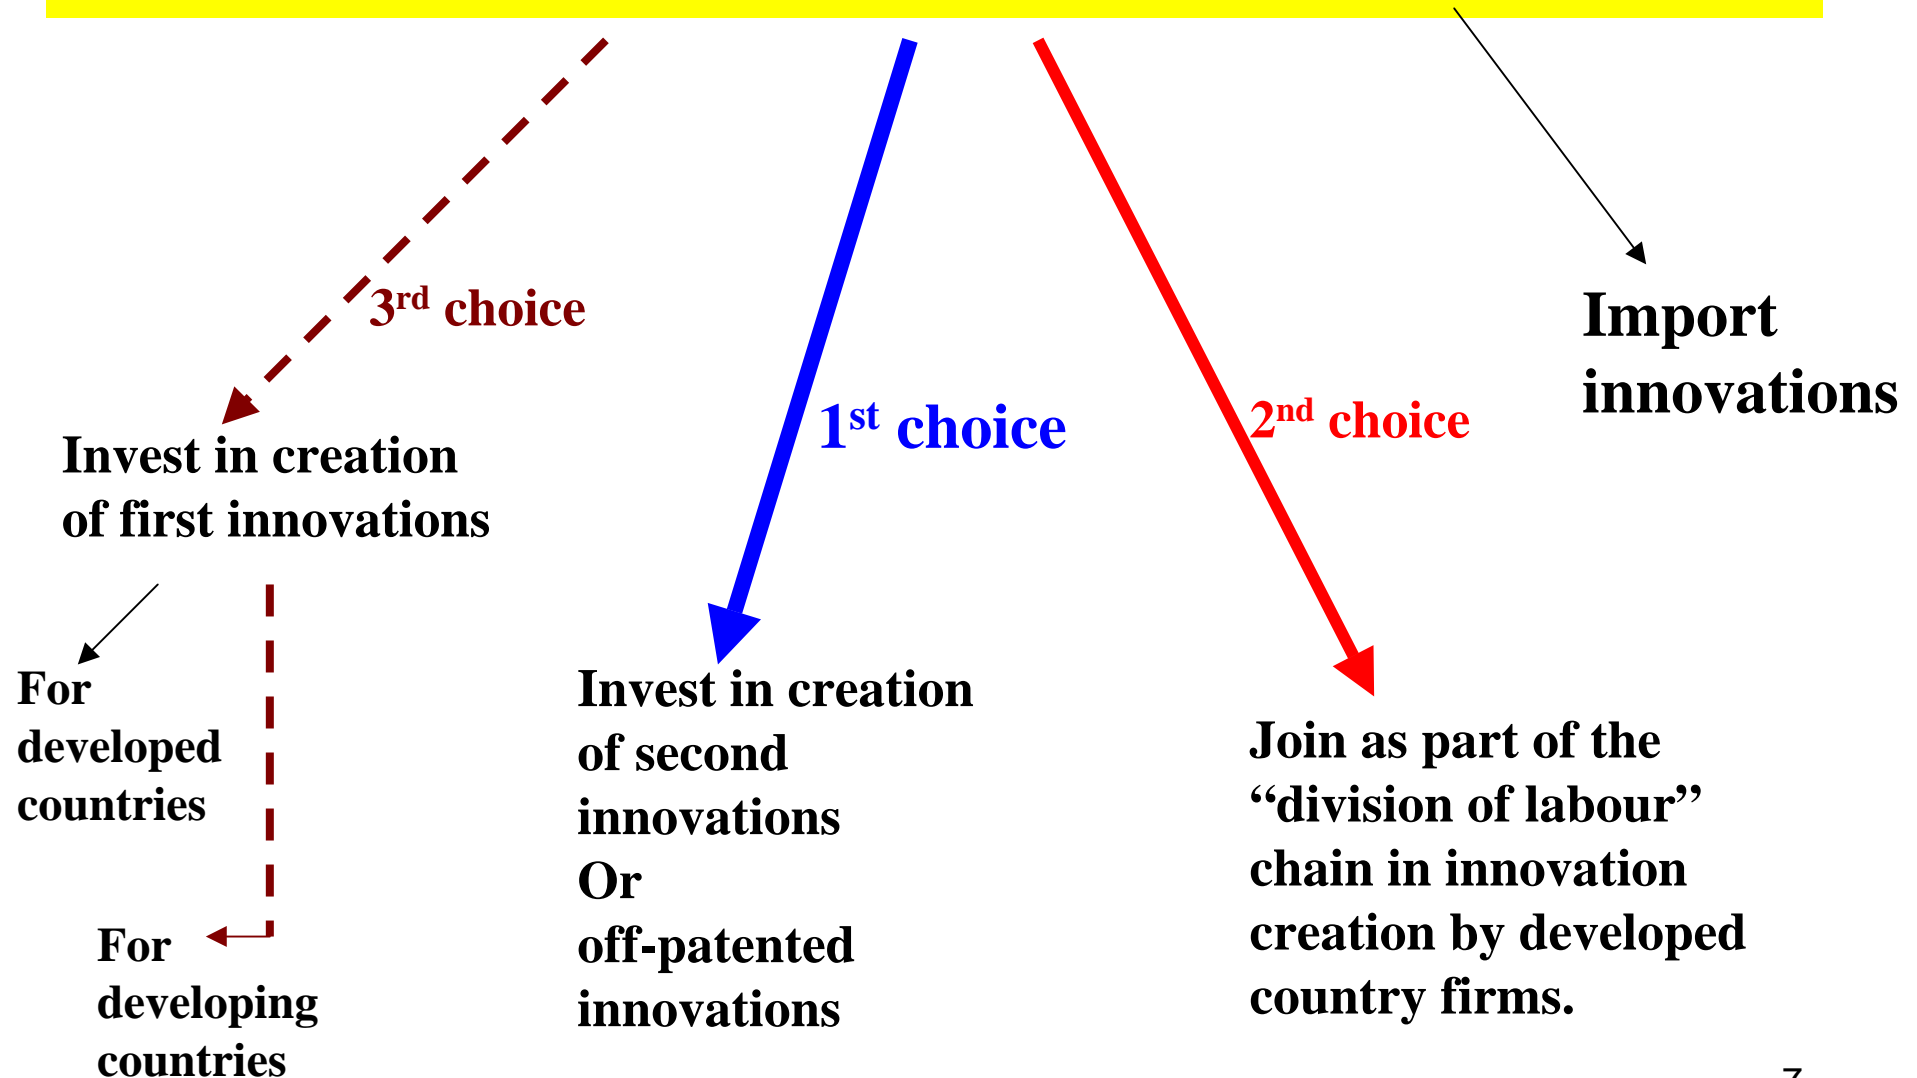 3rd choice
1st choice
2nd choice
Import
innovations
Invest in creation
of first innovations
For
developed
countries
For
developing
countries
Invest in creation
of second
innovations
Or
off-patented
innovations
Join as part of the
“division of labour”
chain in innovation
creation by developed
country firms.
7